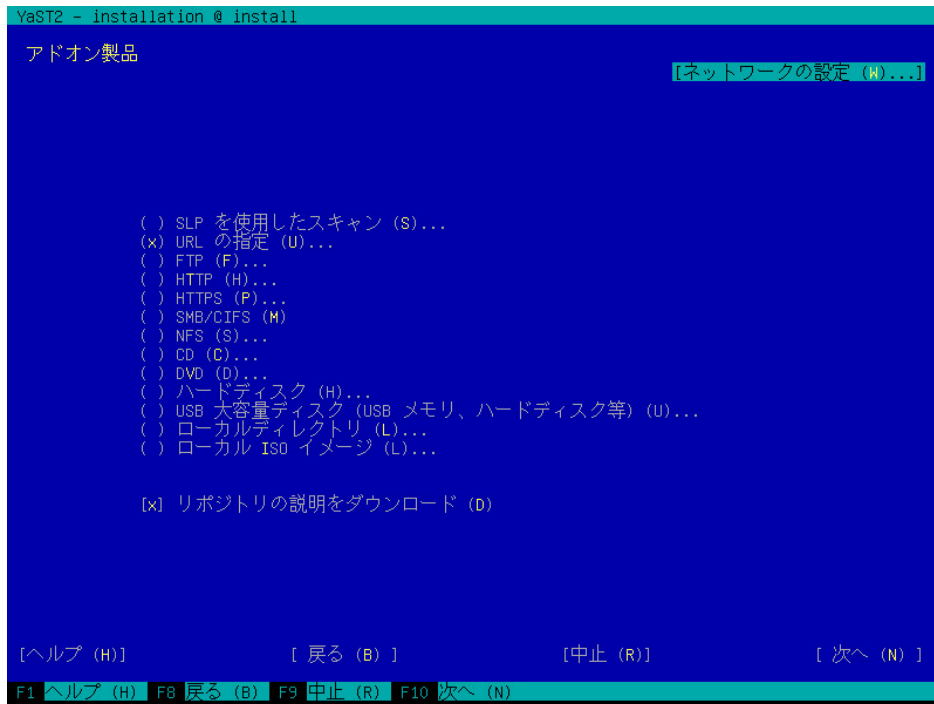 YaST2 - installation @ install
アドオン製品
[ネットワークの設定 (W)...]
( ) SLP を使用したスキャン (S)...
(x) URL の指定 (U)...
( ) FTP (F)...
( ) HTTP (H)...
( ) HTTPS (P)...
( ) SMB/CIFS (M)
( ) NFS (S)...
( ) CD (C)...
( ) DVD (D)...
( ) ハードディスク (H)...
( ) USB 大容量ディスク (USB メモリ、ハードディスク等) (U)...
( ) ローカルディレクトリ (L)...
( ) ローカル ISO イメージ (L)...
[x] リポジトリの説明をダウンロード (D)
[ヘルプ (H)] [ 戻る (B) ] [中止 (R)] [ 次へ (N) ]
F1 ヘルプ (H) F8 戻る (B) F9 中止 (R) F10 次へ (N)